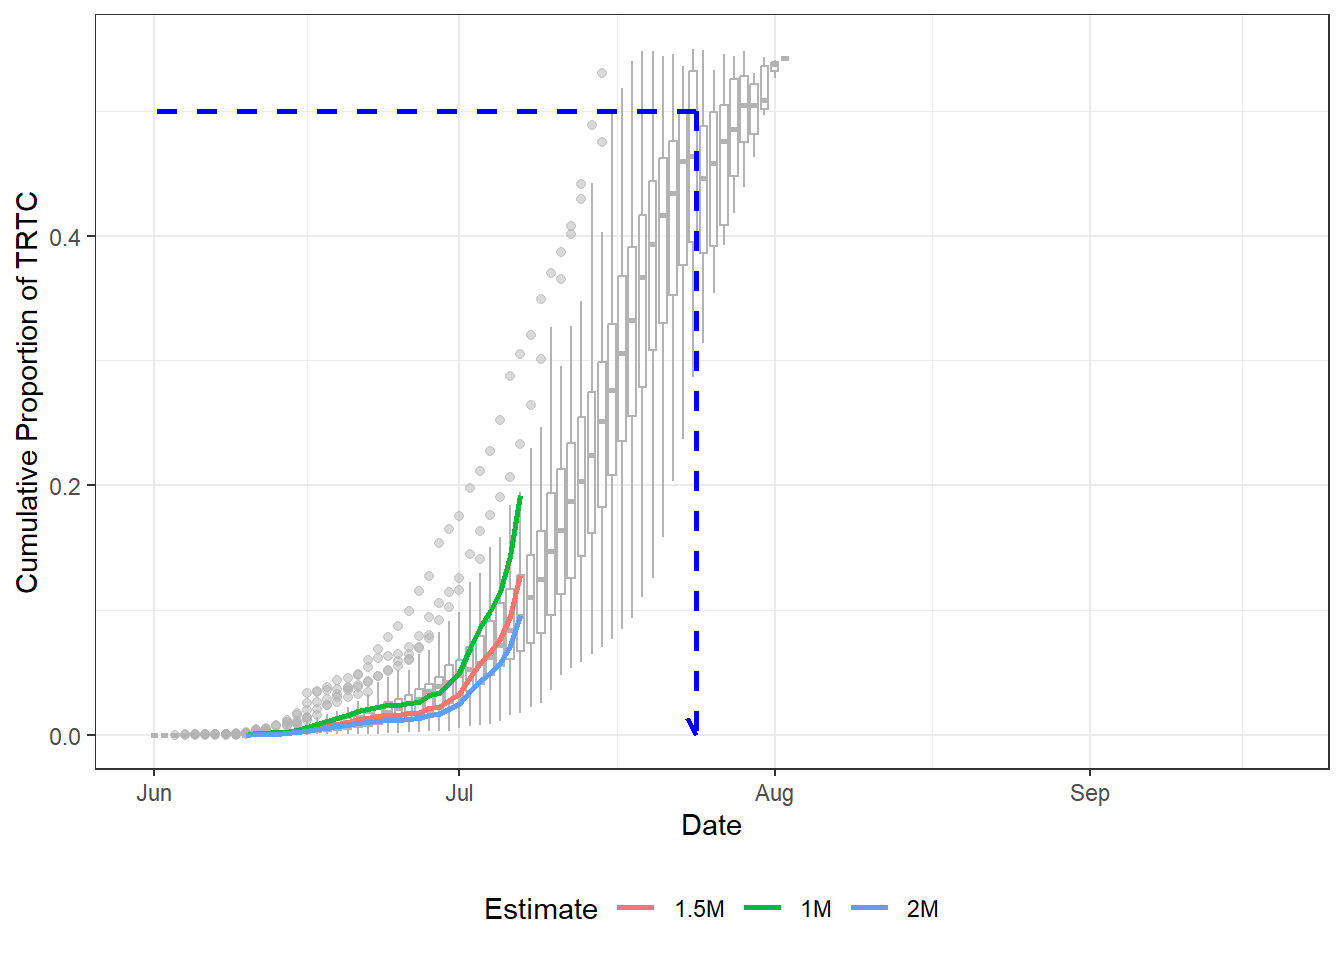 Cumulative Proportion of TRTC
0.4
0.2
0.0
Jun Jul Aug Sep
Date
Estimate 1.5M 1M 2M